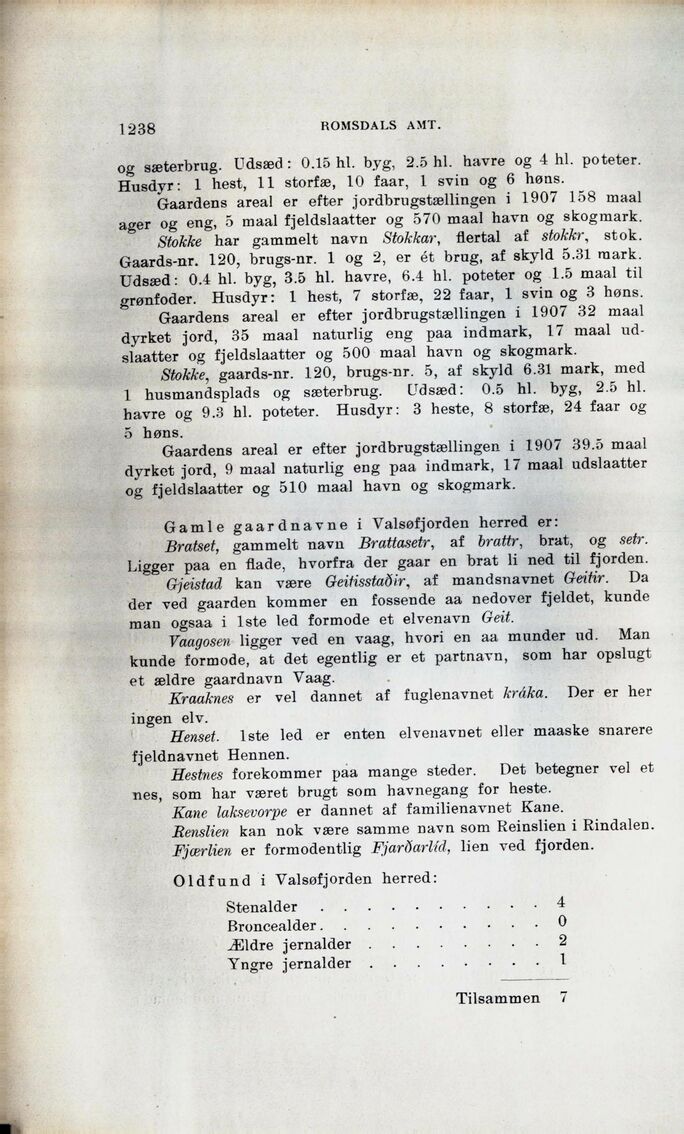 1238
ROMSDALS AMT.
og sæterbrug. Udsæd: 0.15 hl. byg, 2.5 hl. havre og 4 hl. poteter.
Husdyr: 1 hest, 11 storfæ, 10 faar, 1 svin og 6 høns.
Gaardens areal er efter jordbrugstællingen i 1907 158 maal
ager og eng, 5 maal fjeldslaatter og 570 maal havn og skogmark.
Stokke har gammelt navn Stokkar, flertal af stokkr, stok.
Gaards-nr. 120, brugs-nr. 1 og 2, er ét brug, af skyld 5.31 mark.
Udsæd: 0.4 hl. byg, 3.5 hl. havre, 6.4 hl. poteter og 1.5 maal til
grønfoder. Husdyr: 1 hest, 7 storfæ, 22 faar, 1 svin og 3 høns.
Gaardens areal er efter jordbrugstællingen i 1907 32 maal
dyrket jord, 35 maal naturlig eng paa indmark, 17 maal ud-
slaatter og fjeldslaatter og 500 maal havn og skogmark.
Stokke, gaards-nr. 120, brugs-nr. 5, af skyld 6.31 mark, med
1 husmandsplads og sæterbrug. Udsæd: 0.5 hl. byg, 2.5 hl.
havre og 9.3 hl. poteter. Husdyr: 3 heste, 8 storfæ, 24 faar og
5 høns.
Gaardens areal er efter jordbrugstællingen i 1907 39.5 maal
dyrket jord, 9 maal naturlig eng paa indmark, 17 maal udslaatter
og fjeldslaatter og 510 maal havn og skogmark.
Gamle gaardnavne i Valsøfjorden herred er:
Bratset, gammelt navn Brattasetr, af brattr, brat, og setr.
Ligger paa en flade, hvorfra der gaar en brat li ned til fjorden.
Gjeistad kan være Geitisstaðir, af mandsnavnet Geitir. Da
der ved gaarden kommer en fossende aa nedover fjeldet, kunde
man ogsaa i 1ste led formode et elvenavn Geit.
Vaagosen ligger ved en vaag, hvori en aa munder ud. Man
kunde formode, at det egentlig er et partnavn, som har opslugt
et ældre gaardnavn Vaag.
Kraaknes er vel dannet af fuglenavnet kráka. Der er her
ingen elv.
Henset. 1ste led er enten elvenavnet eller maaske snarere
fjeldnavnet Hennen.
Hestnes forekommer paa mange steder. Det betegner vel et
nes, som har været brugt som havnegang for heste.
Kane laksevorpe er dannet af familienavnet Kane.
Renslien kan nok være samme navn som Reinslien i Rindalen.
Fjærlien er formodentlig Fjarðarlíd, lien ved fjorden.
Oldfund i Valsøfjorden herred:
Stenalder . . . . . . . . . . 4
Broncealder . . . . . . . . . . 0
Ældre jernalder . . . . . . . . 2
Yngre jernalder . . . . . . . . 1
Tilsammen 7